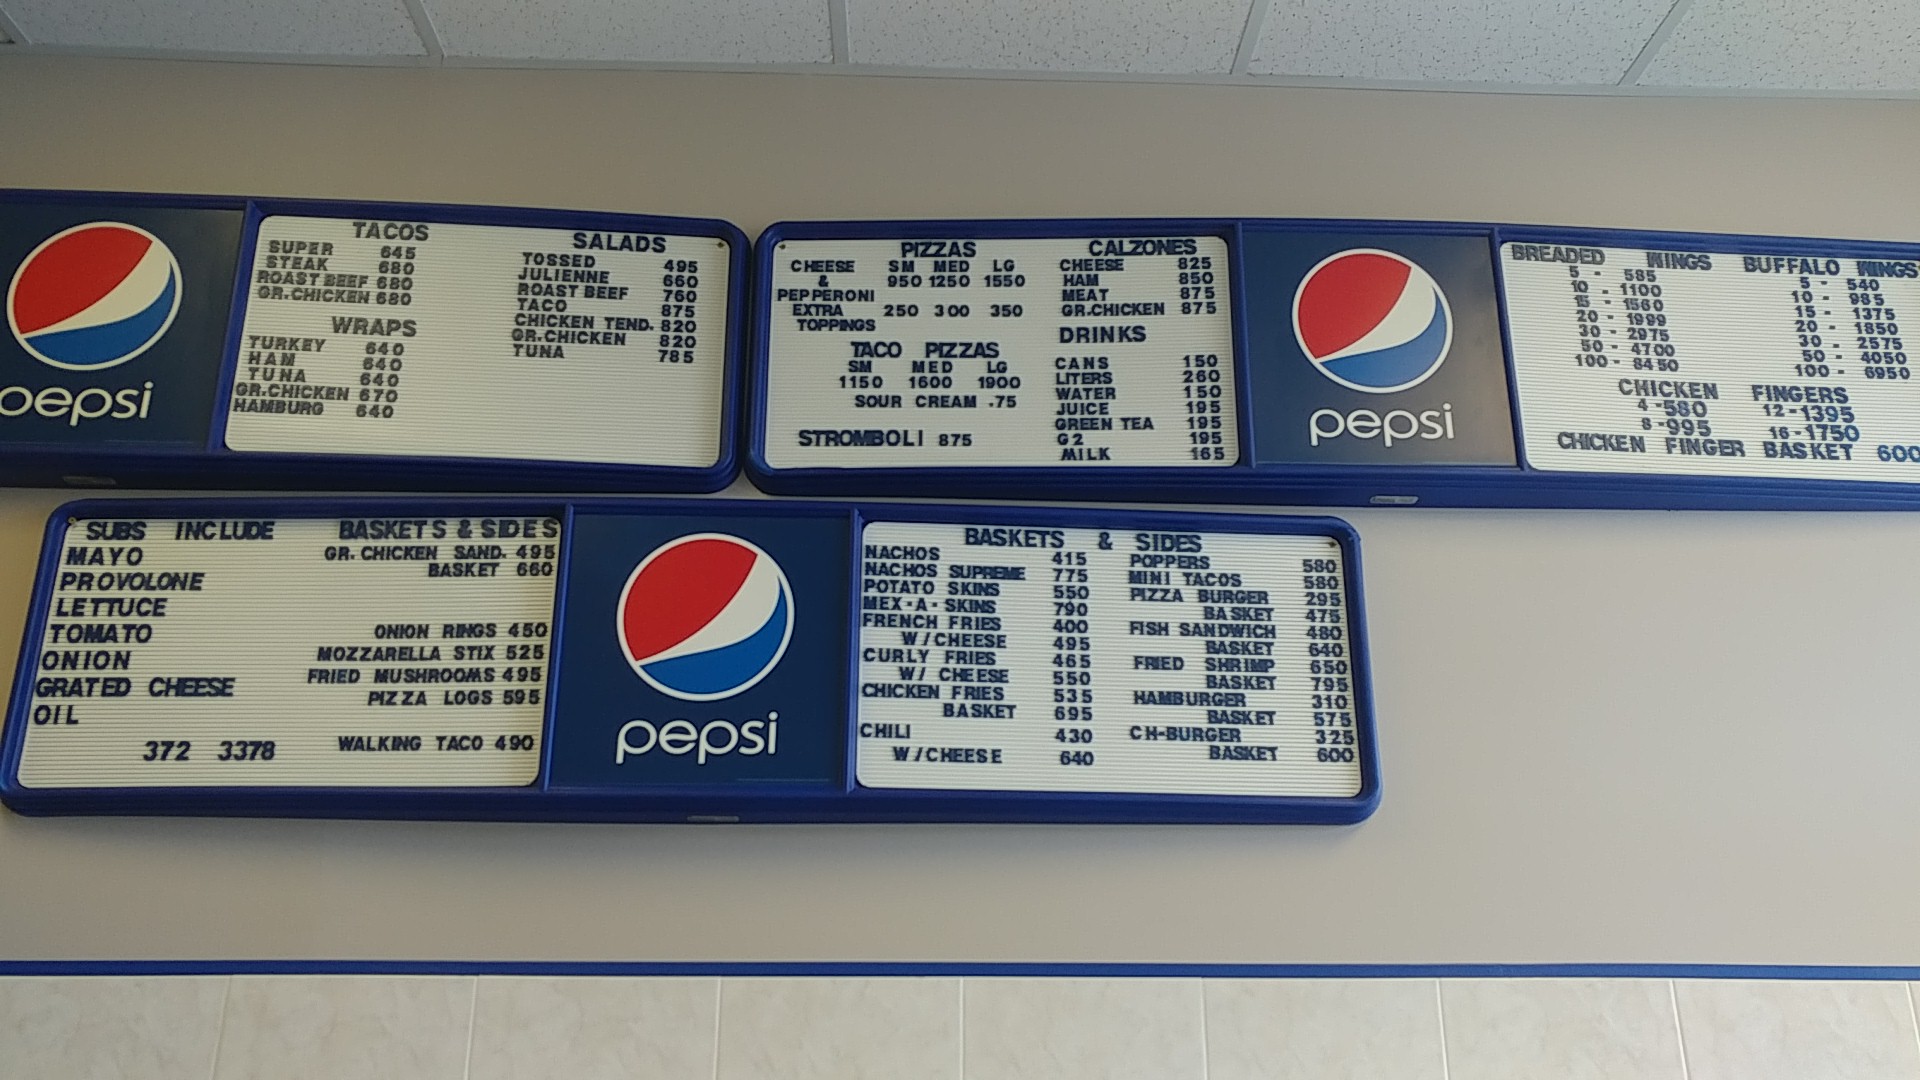 pepsi
TACOS
SUPER 645
STEAK 680
ROAST BEEF 680
GR.CHICKEN 680
WRAPS
TURKEY 640
HAM 640
TUNA 640
GR.CHICKEN 670
HAMBURG 640
SALADS
TOSSED 495
JULIENNE 660
ROAST BEEF 760
TACO 875
CHICKEN TEND. 820
GR.CHICKEN 820
TUNA 785
PIZZAS
SM MED LG
CHEESE & PEPPERONI 950 1250 1550
EXTRA TOPPINGS 250 300 350
TACO PIZZAS
SM MED LG
1150 1600 1900
SOUR CREAM .75
STROMBOLI 875
CALZONES
CHEESE 825
HAM 850
MEAT 875
GR.CHICKEN 875
DRINKS
CANS 150
LITERS 260
WATER 150
JUICE 195
GREEN TEA 195
G2 195
MILK 165
pepsi
BREADED WINGS
5 - 585
10 - 1100
15 - 1560
20 - 1999
30 - 2975
50 - 4700
100 - 8450
BUFFALO WINGS
5 - 540
10 - 985
15 - 1375
20 - 1850
30 - 2575
50 - 4050
100 - 6950
CHICKEN FINGERS
4 -580 12-1395
8 -995 16-1750
CHICKEN FINGER BASKET 600
SUBS INCLUDE
MAYO
PROVOLONE
LETTUCE
TOMATO
ONION
GRATED CHEESE
OIL
372 3378
BASKETS & SIDES
GR. CHICKEN SAND. 495
BASKET 660
ONION RINGS 450
MOZZARELLA STIX 525
FRIED MUSHROOMS 495
PIZZA LOGS 595
WALKING TACO 490
pepsi
BASKETS & SIDES
NACHOS 415
NACHOS SUPREME 775
POTATO SKINS 550
MEX-A-SKINS 790
FRENCH FRIES 400
W/CHEESE 495
CURLY FRIES 465
W/ CHEESE 550
CHICKEN FRIES 535
BASKET 695
CHILI 430
W/CHEESE 640
POPPERS 580
MINI TACOS 580
PIZZA BURGER 295
BASKET 475
FISH SANDWICH 480
BASKET 640
FRIED SHRIMP 650
BASKET 795
HAMBURGER 310
BASKET 575
CH-BURGER 325
BASKET 600